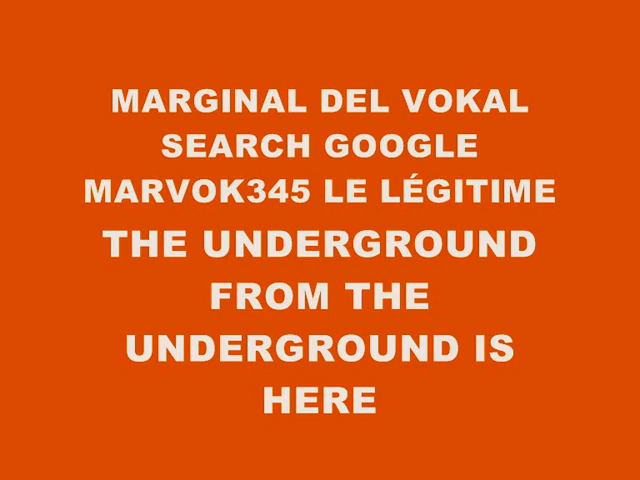 MARGINAL DEL VOKAL
SEARCH GOOGLE
MARVOK345 LE LÉGITIME
THE UNDERGROUND
FROM THE
UNDERGROUND IS
HERE